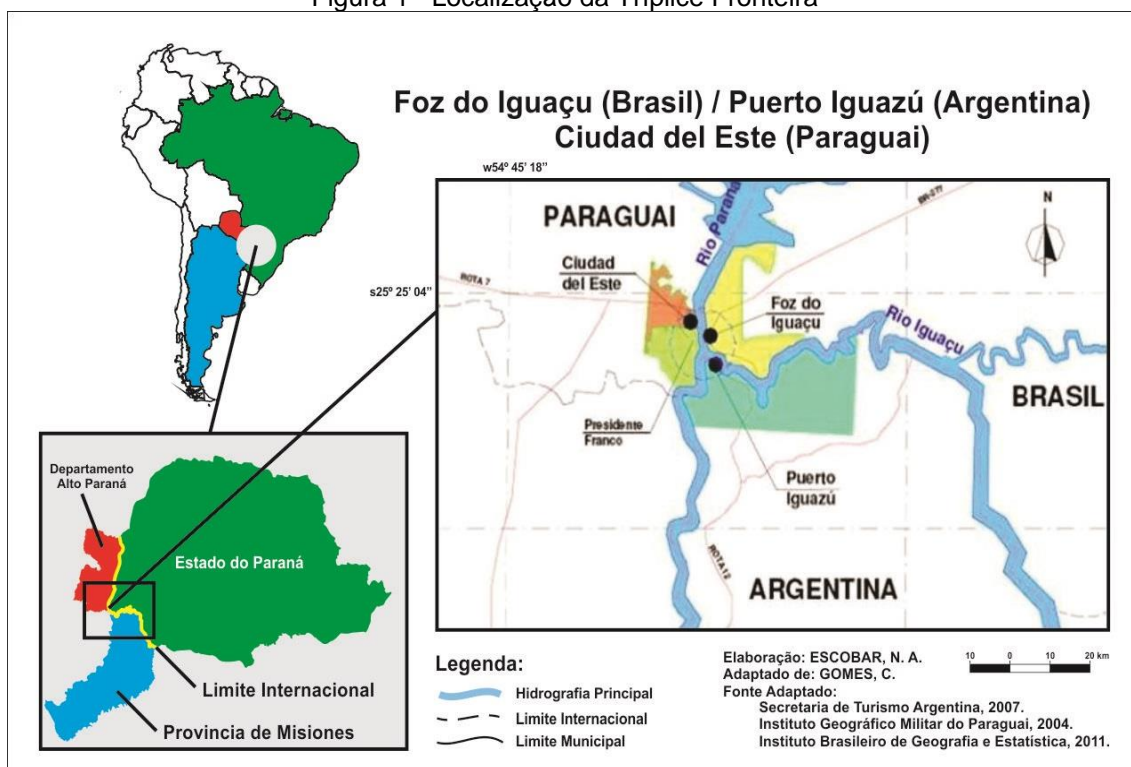 Figura 1 - Localização da Tríplice Fronteira
Foz do Iguaçu (Brasil) / Puerto Iguazú (Argentina)
Ciudad del Este (Paraguai)
w54º 45' 18"
s25º 25' 04"
PARAGUAI
Rio Paraná
BR-277
N
ROTA 7
Ciudad
del Este
Foz do
Iguaçu
Rio Iguaçu
BRASIL
Presidente
Franco
Puerto
Iguazú
ROTA 12
ARGENTINA
Departamento
Alto Paraná
Estado do Paraná
Limite Internacional
Provincia de Misiones
Legenda:
Hidrografia Principal
Limite Internacional
Limite Municipal
Elaboração: ESCOBAR, N. A.
Adaptado de: GOMES, C.
Fonte Adaptado:
Secretaria de Turismo Argentina, 2007.
Instituto Geográfico Militar do Paraguai, 2004.
Instituto Brasileiro de Geografia e Estatística, 2011.
10 0 10 20 km